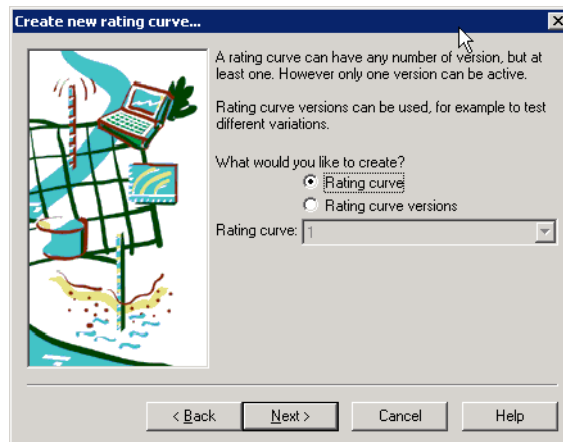 Create new rating curve...
A rating curve can have any number of version, but at
least one. However only one version can be active.
Rating curve versions can be used, for example to test
different variations.
What would you like to create?
Rating curve
Rating curve versions
Rating curve: 1
< Back Next > Cancel Help